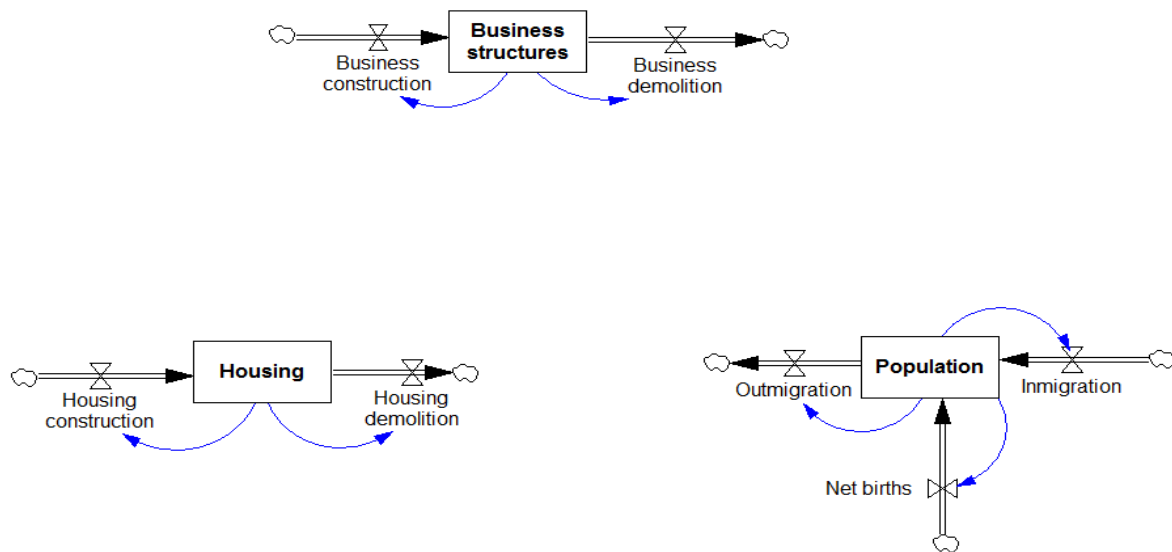 Business
structures
Business
construction
Business
demolition
Housing
Housing
construction
Housing
demolition
Population
Outmigration
Inmigration
Net births